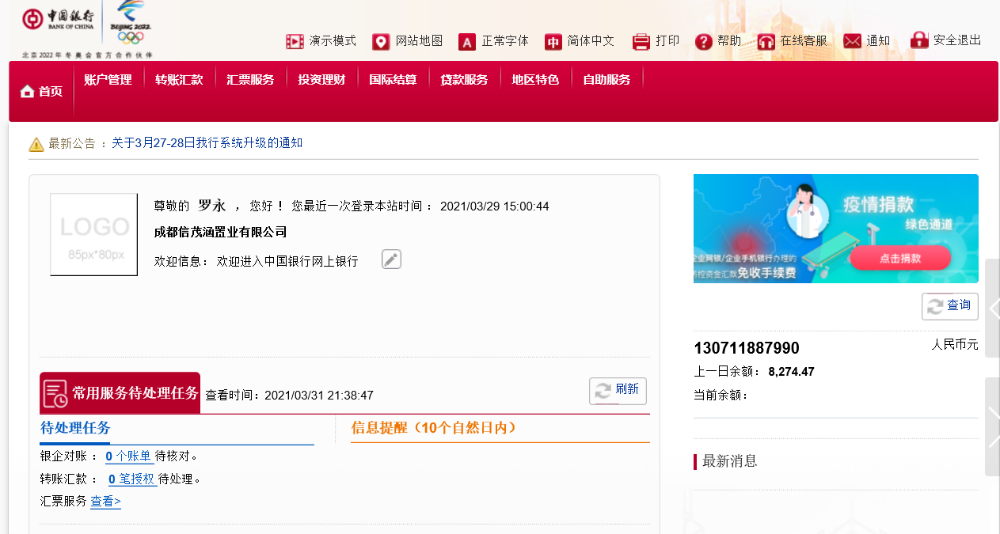 中国银行
BANK OF CHINA
BEIJING 2022
北京2022年冬奥会官方合作伙伴
演示模式 网站地图 A 正常字体 中 简体中文 打印 ? 帮助 在线客服 通知 安全退出
首页 账户管理 转账汇款 汇票服务 投资理财 国际结算 贷款服务 地区特色 自助服务
最新公告 : 关于3月27-28日我行系统升级的通知
LOGO
85px*80px
尊敬的 罗永 ，您好！ 您最近一次登录本站时间： 2021/03/29 15:00:44
成都信茂涵置业有限公司
欢迎信息： 欢迎进入中国银行网上银行
疫情捐款
绿色通道
点击捐款
企业网银/企业手机银行办理的
防控资金汇款免收手续费
查询
130711887990 人民币元
上一日余额： 8,274.47
当前余额：
常用服务待处理任务 查看时间：2021/03/31 21:38:47 刷新
待处理任务
信息提醒（10个自然日内）
银企对账： 0 个账单 待核对。
转账汇款： 0 笔授权 待处理。
汇票服务 查看>
最新消息